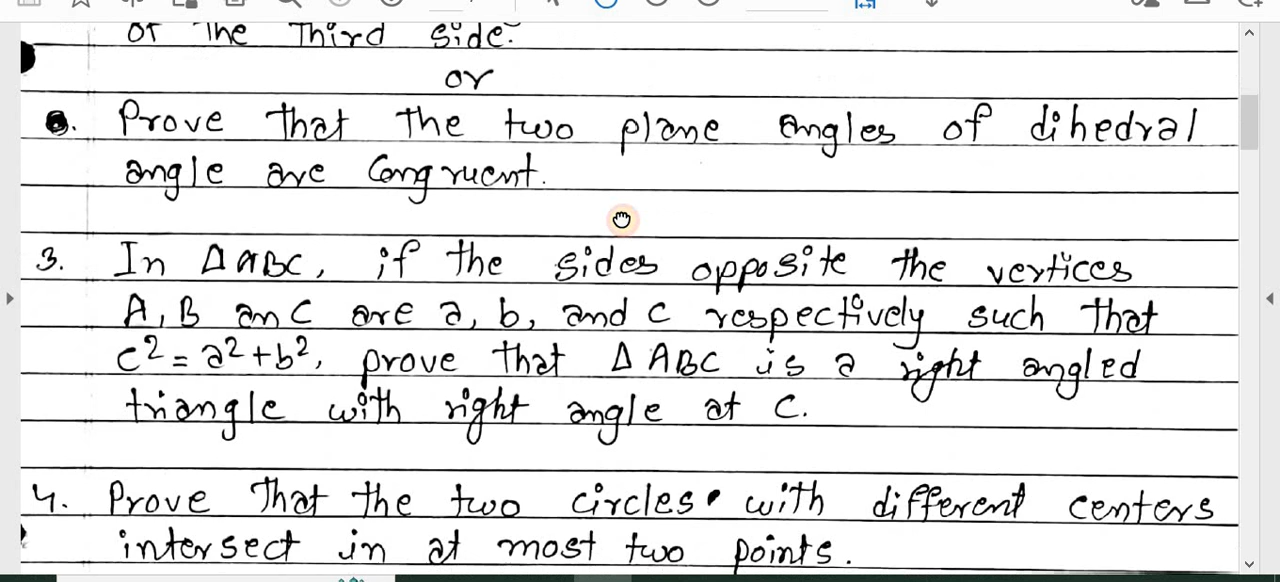 of The Third side.
or
Prove that the two plane angles of dihedral
angle are Congruent.
3. In ΔABC, if the sides opposite the vertices
A, B an C are a, b, and c respectively such that
c² = a² + b², prove that Δ ABC is a right angled
triangle with right angle at C.
4. Prove That the two circles with different centers
intersect in at most two points.